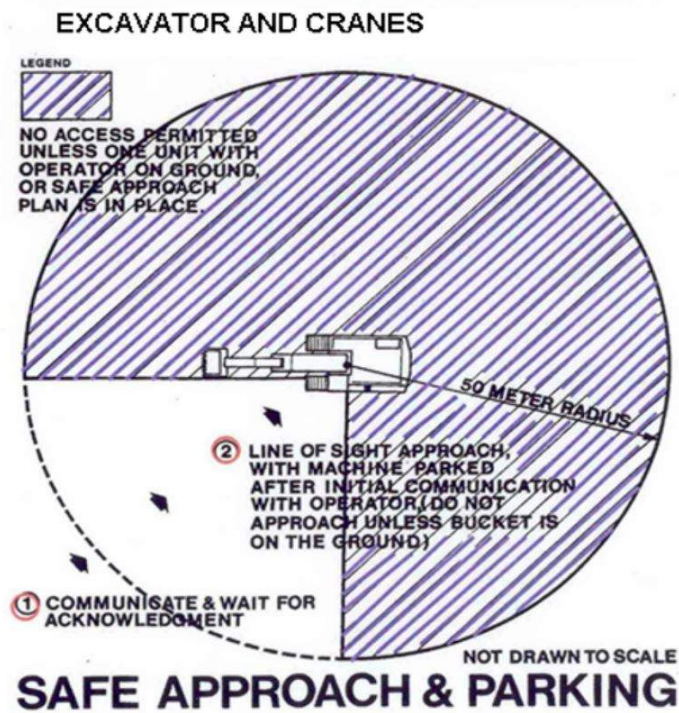 EXCAVATOR AND CRANES
LEGEND
NO ACCESS PERMITTED
UNLESS ONE UNIT WITH
OPERATOR ON GROUND,
OR SAFE APPROACH
PLAN IS IN PLACE.
50 METER RADIUS
2 LINE OF SIGHT APPROACH,
WITH MACHINE PARKED
AFTER INITIAL COMMUNICATION
WITH OPERATOR,(DO NOT
APPROACH UNLESS BUCKET IS
ON THE GROUND)
1 COMMUNICATE & WAIT FOR
ACKNOWLEDGMENT
NOT DRAWN TO SCALE
SAFE APPROACH & PARKING